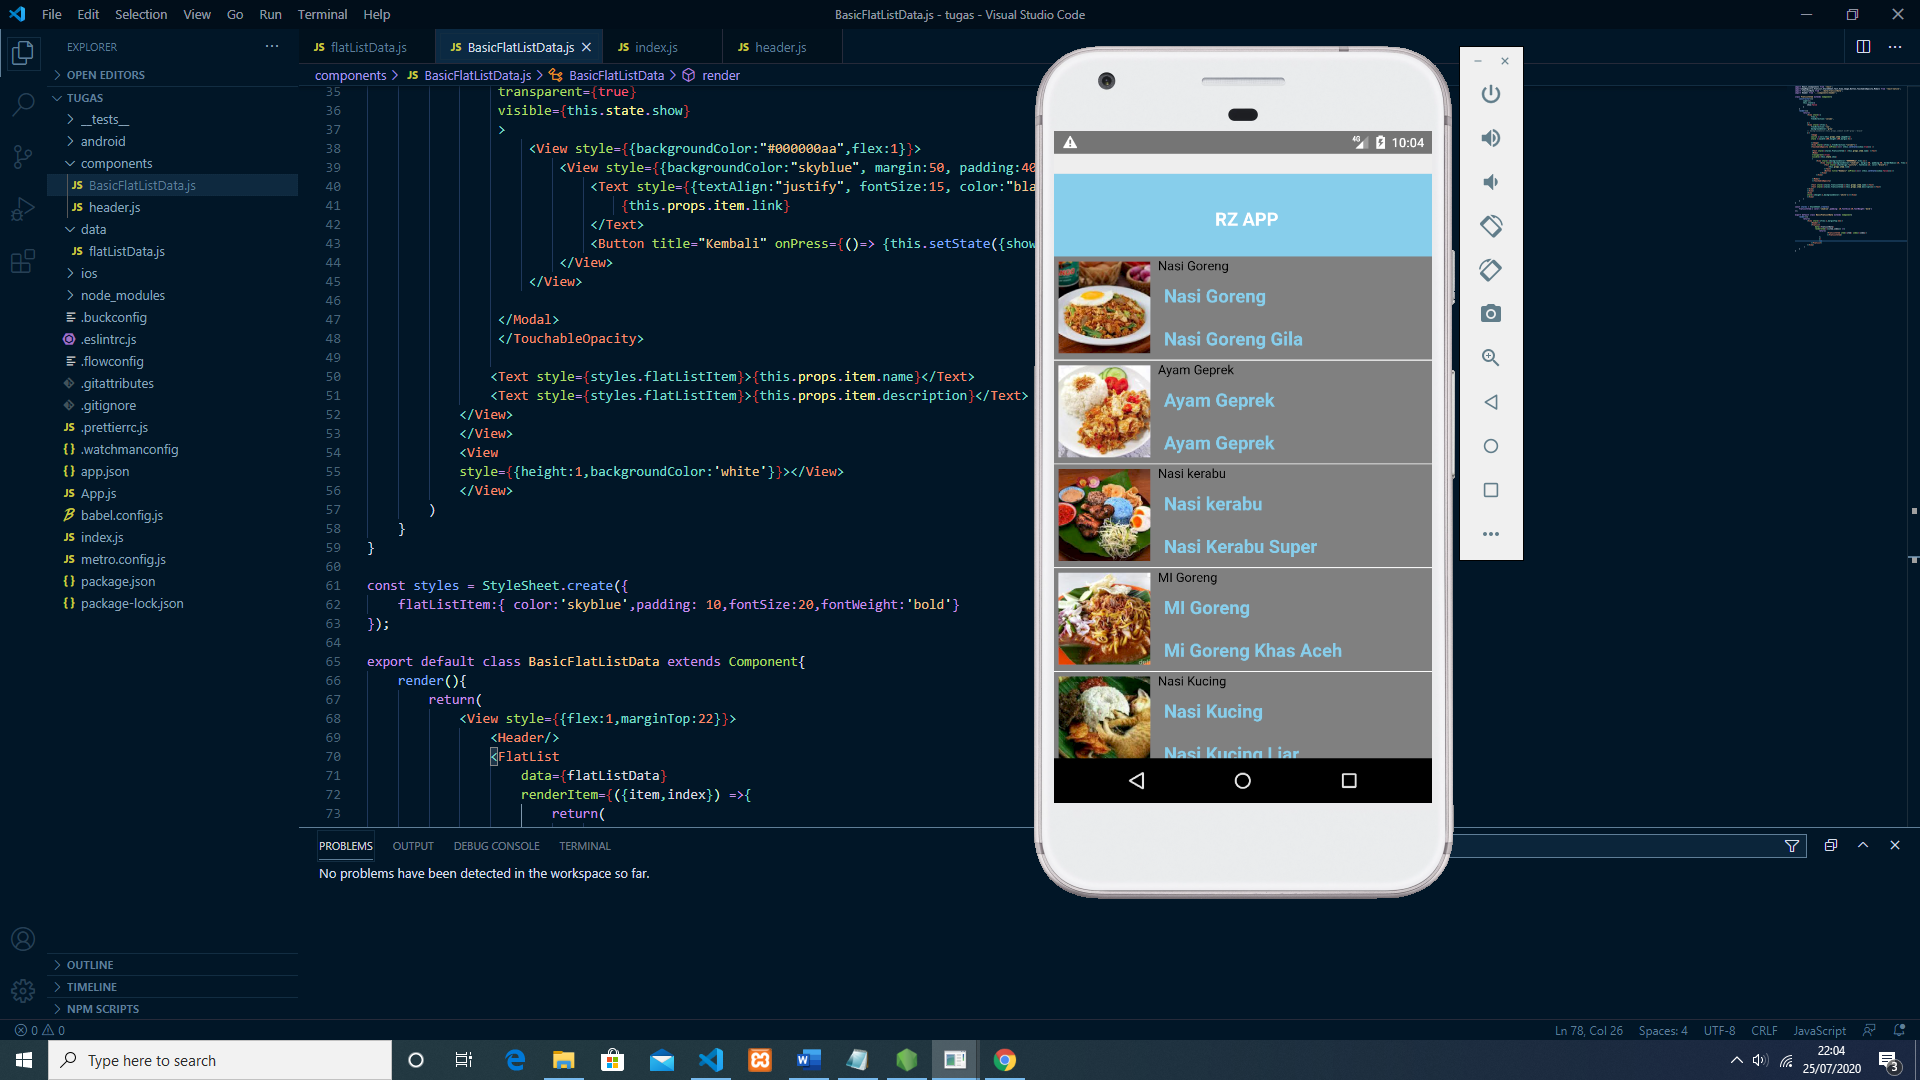 File Edit Selection View Go Run Terminal Help
BasicFlatListData.js - tugas - Visual Studio Code
EXPLORER
flatListData.js
BasicFlatListData.js
index.js
header.js
OPEN EDITORS
components > JS BasicFlatListData.js > BasicFlatListData > render
TUGAS
__tests__
android
components
JS BasicFlatListData.js
JS header.js
data
JS flatListData.js
ios
node_modules
.buckconfig
.eslintrc.js
.flowconfig
.gitattributes
.gitignore
JS .prettierrc.js
{} .watchmanconfig
{} app.json
JS App.js
babel.config.js
JS index.js
JS metro.config.js
{} package.json
{} package-lock.json
OUTLINE
TIMELINE
NPM SCRIPTS
35 transparent={true}
36 visible={this.state.show}
37 >
38 <View style={{backgroundColor:"#000000aa",flex:1}}>
39 <View style={{backgroundColor:"skyblue", margin:50, padding:40
40 <Text style={{textAlign:"justify", fontSize:15, color:"bla
41 {this.props.item.link}
42 </Text>
43 <Button title="Kembali" onPress={()=> {this.setState({show
44 </View>
45 </View>
46
47 </Modal>
48 </TouchableOpacity>
49
50 <Text style={styles.flatListItem}>{this.props.item.name}</Text>
51 <Text style={styles.flatListItem}>{this.props.item.description}</Text>
52 </View>
53 </View>
54 <View
55 style={{height:1,backgroundColor:'white'}}></View>
56 </View>
57 )
58 }
59 }
60
61 const styles = StyleSheet.create({
62 flatListItem:{ color:'skyblue',padding: 10,fontSize:20,fontWeight:'bold'}
63 });
64
65 export default class BasicFlatListData extends Component{
66 render(){
67 return(
68 <View style={{flex:1,marginTop:22}}>
69 <Header/>
70 <FlatList
71 data={flatListData}
72 renderItem={({item,index}) =>{
73 return(
4G 10:04
RZ APP
Nasi Goreng
Nasi Goreng
Nasi Goreng Gila
Ayam Geprek
Ayam Geprek
Ayam Geprek
Nasi kerabu
Nasi kerabu
Nasi Kerabu Super
MI Goreng
MI Goreng
Mi Goreng Khas Aceh
Nasi Kucing
Nasi Kucing
Nasi Kucing Liar
PROBLEMS OUTPUT DEBUG CONSOLE TERMINAL
No problems have been detected in the workspace so far.
0 0
Ln 78, Col 26 Spaces: 4 UTF-8 CRLF JavaScript
Type here to search
22:04
25/07/2020
3